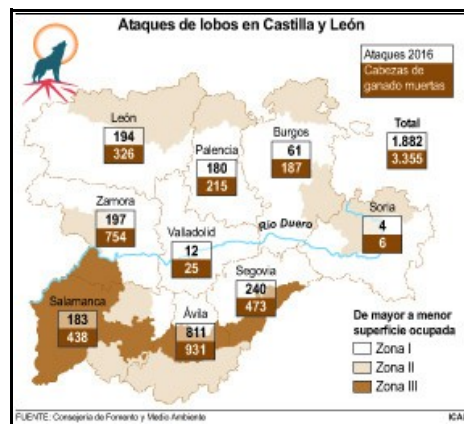 Ataques de lobos en Castilla y León
Ataques 2016
Cabezas de
ganado muertas
León
194
326
Palencia
180
215
Burgos
61
187
Total
1.882
3.355
Zamora
197
754
Valladolid
12
25
Río Duero
Soria
4
6
Segovia
240
473
Salamanca
183
438
Ávila
811
931
De mayor a menor
superficie ocupada
Zona I
Zona II
Zona III
FUENTE: Consejería de Fomento y Medio Ambiente
ICAL